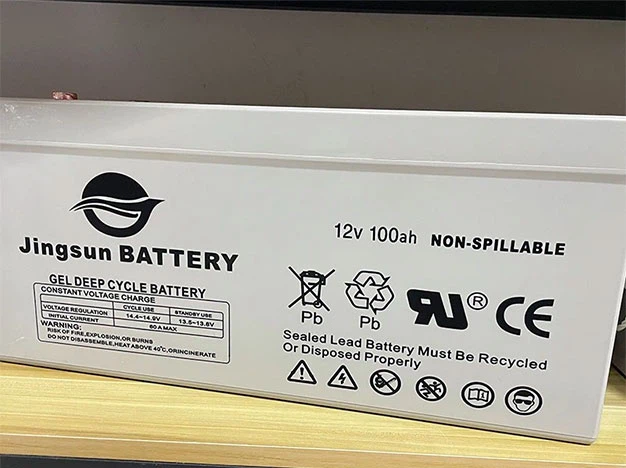 Jingsun BATTERY
GEL DEEP CYCLE BATTERY
CONSTANT VOLTAGE CHARGE
VOLTAGE REGULATION CYCLE USE STANDBY USE
14.4-14.9V 13.5-13.8V
INITIAL CURRENT 60 A MAX
WARNING:
RISK OF FIRE,EXPLOSION,OR BURNS
DO NOT DISASSEMBLE,HEAT ABOVE 40°C,ORINCINERATE
12v 100ah NON-SPILLABLE
Pb Pb
RU® CE
Sealed Lead Battery Must Be Recycled
Or Disposed Properly